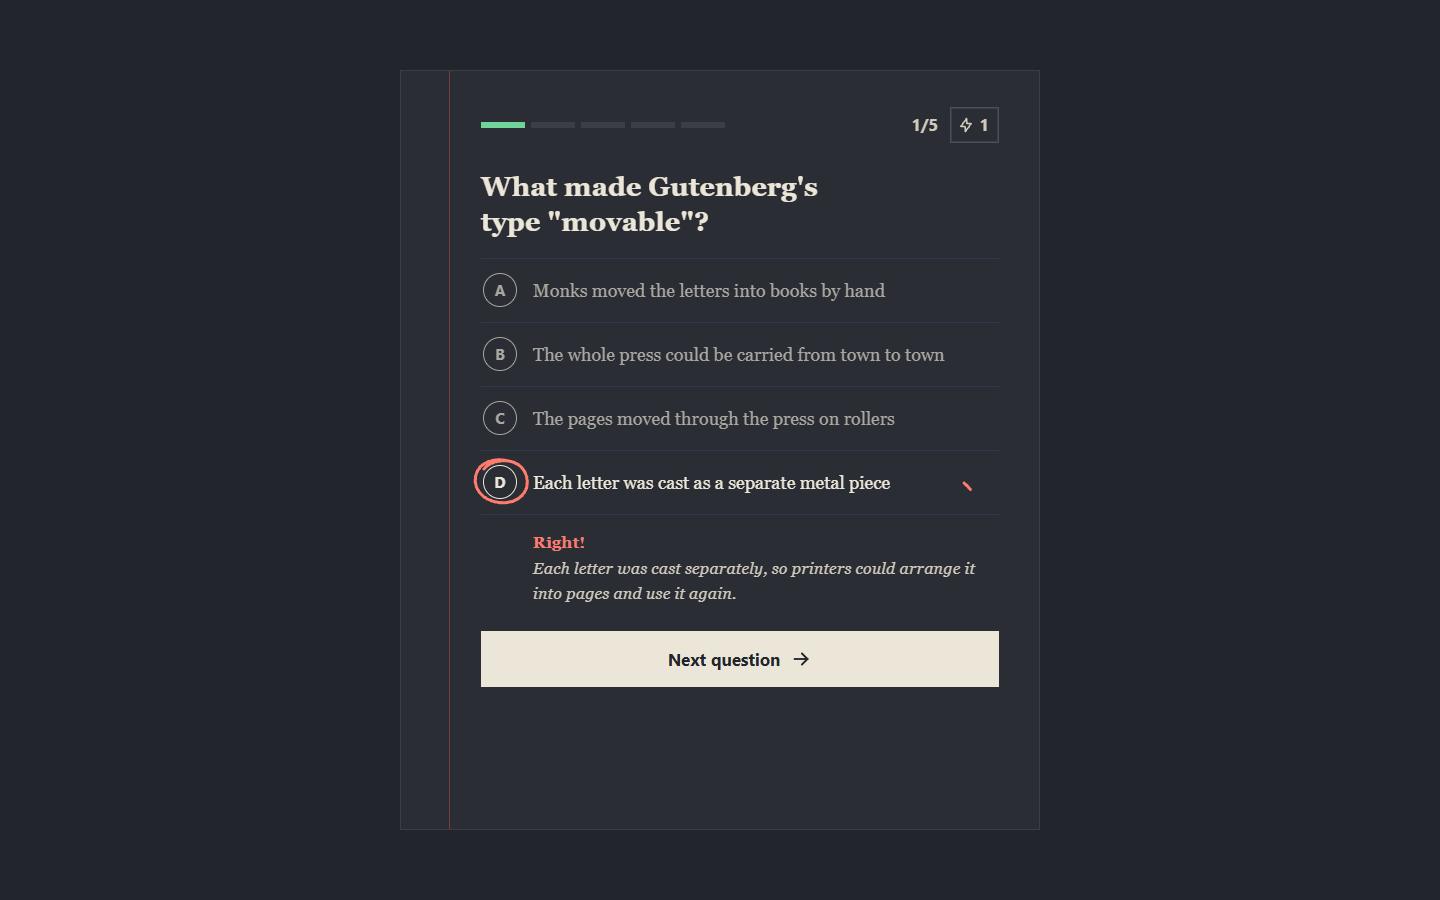 1/5 1
What made Gutenberg's
type "movable"?
A Monks moved the letters into books by hand
B The whole press could be carried from town to town
C The pages moved through the press on rollers
D Each letter was cast as a separate metal piece
Right!
Each letter was cast separately, so printers could arrange it
into pages and use it again.
Next question →